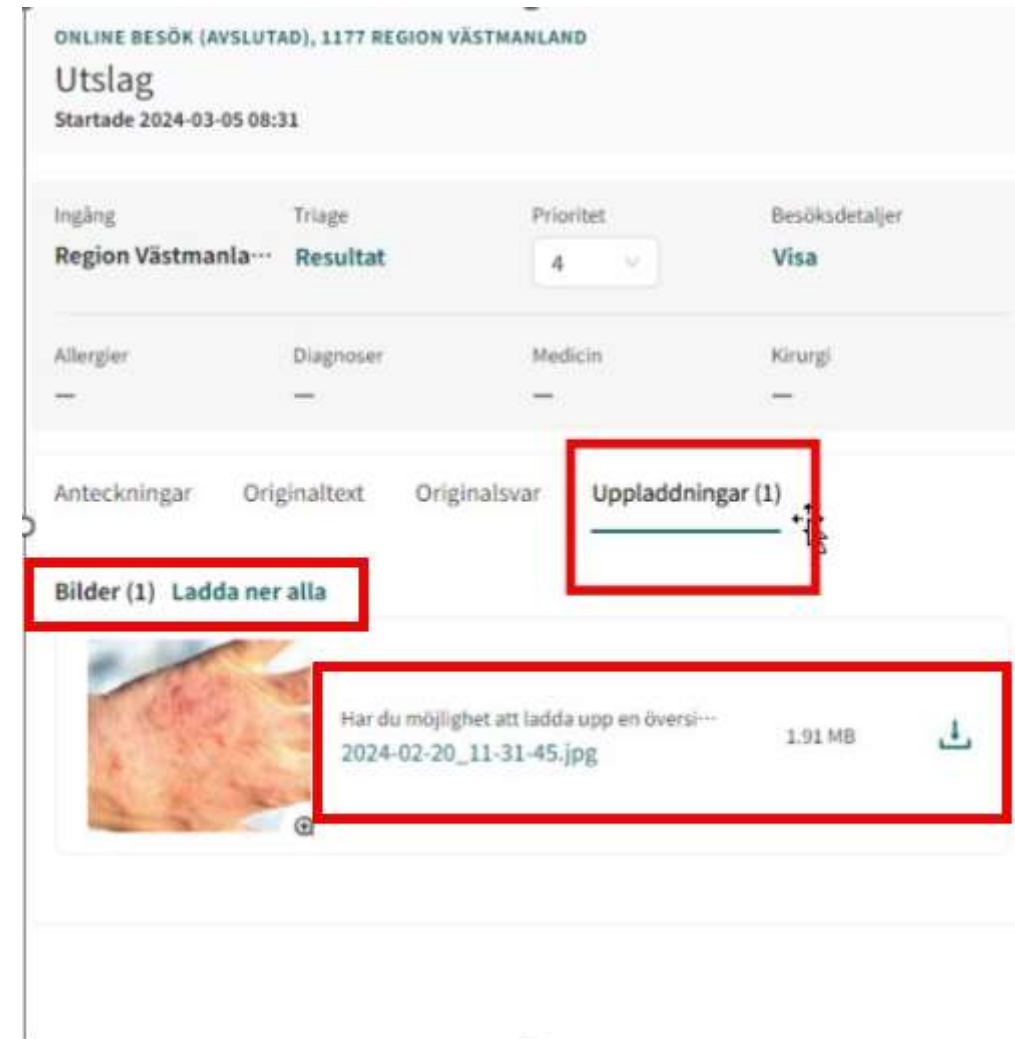 ONLINE BESÖK (AVSLUTAD), 1177 REGION VÄSTMANLAND
Utslag
Startade 2024-03-05 08:31
Ingång Triage Prioritet Besöksdetaljer
Region Västmanla··· Resultat 4 Visa
Allergier Diagnoser Medicin Kirurgi
— — — —
Anteckningar Originaltext Originalsvar Uppladdningar (1)
Bilder (1) Ladda ner alla
Har du möjlighet att ladda upp en översi···
2024-02-20_11-31-45.jpg 1.91 MB